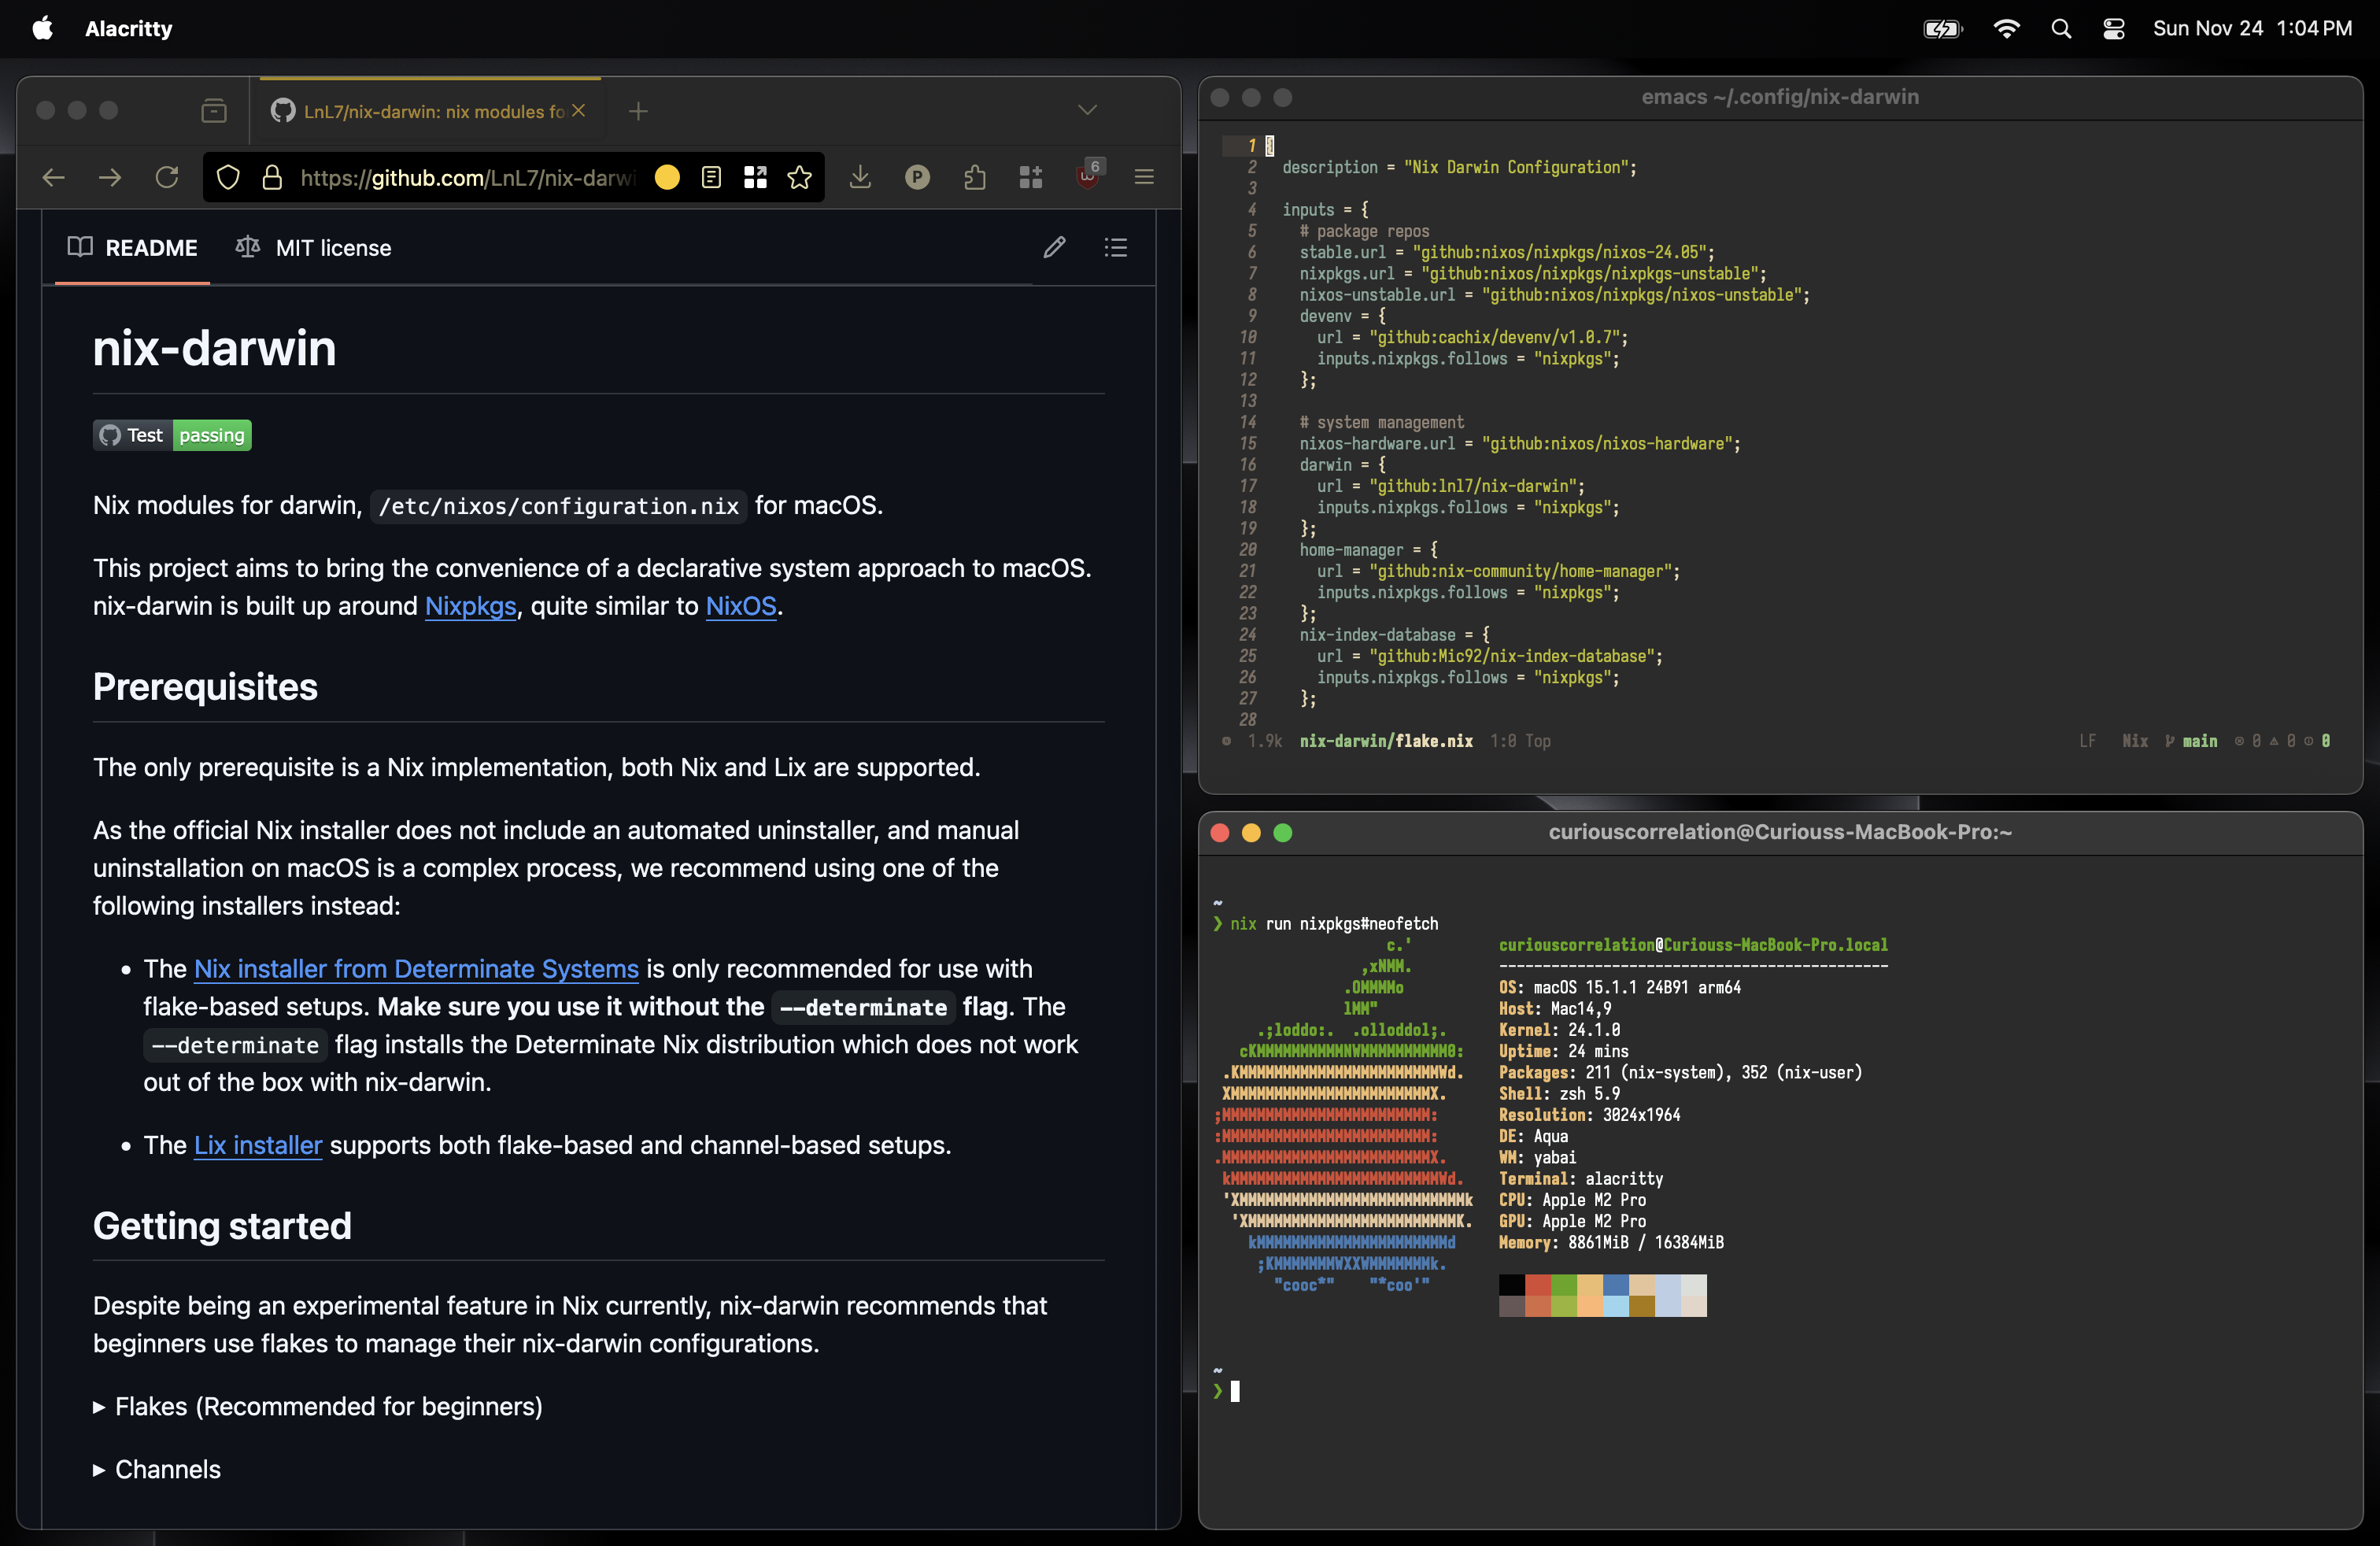 Alacritty
Sun Nov 24 1:04 PM
LnL7/nix-darwin: nix modules fo
https://github.com/LnL7/nix-darwi
P
6
README
MIT license
nix-darwin
Test passing
Nix modules for darwin, /etc/nixos/configuration.nix for macOS.
This project aims to bring the convenience of a declarative system approach to macOS.
nix-darwin is built up around Nixpkgs, quite similar to NixOS.
Prerequisites
The only prerequisite is a Nix implementation, both Nix and Lix are supported.
As the official Nix installer does not include an automated uninstaller, and manual
uninstallation on macOS is a complex process, we recommend using one of the
following installers instead:
• The Nix installer from Determinate Systems is only recommended for use with
flake-based setups. Make sure you use it without the --determinate flag. The
--determinate flag installs the Determinate Nix distribution which does not work
out of the box with nix-darwin.
• The Lix installer supports both flake-based and channel-based setups.
Getting started
Despite being an experimental feature in Nix currently, nix-darwin recommends that
beginners use flakes to manage their nix-darwin configurations.
▶ Flakes (Recommended for beginners)
▶ Channels
emacs ~/.config/nix-darwin
1 {
2   description = "Nix Darwin Configuration";
3
4   inputs = {
5     # package repos
6     stable.url = "github:nixos/nixpkgs/nixos-24.05";
7     nixpkgs.url = "github:nixos/nixpkgs/nixpkgs-unstable";
8     nixos-unstable.url = "github:nixos/nixpkgs/nixos-unstable";
9     devenv = {
10       url = "github:cachix/devenv/v1.0.7";
11       inputs.nixpkgs.follows = "nixpkgs";
12     };
13
14     # system management
15     nixos-hardware.url = "github:nixos/nixos-hardware";
16     darwin = {
17       url = "github:lnl7/nix-darwin";
18       inputs.nixpkgs.follows = "nixpkgs";
19     };
20     home-manager = {
21       url = "github:nix-community/home-manager";
22       inputs.nixpkgs.follows = "nixpkgs";
23     };
24     nix-index-database = {
25       url = "github:Mic92/nix-index-database";
26       inputs.nixpkgs.follows = "nixpkgs";
27     };
28
1.9k nix-darwin/flake.nix 1:0 Top LF Nix main 0 0 0
curiouscorrelation@Curiouss-MacBook-Pro:~
~
❯ nix run nixpkgs#neofetch
c.' curiouscorrelation@Curiouss-MacBook-Pro.local
,xNMM. ---------------------------------------------
.OMMMMo OS: macOS 15.1.1 24B91 arm64
lMM" Host: Mac14,9
.;loddo:. .olloddol;. Kernel: 24.1.0
cKMMMMMMMMMMNWMMMMMMMMMM0: Uptime: 24 mins
.KMMMMMMMMMMMMMMMMMMMMMMMWd. Packages: 211 (nix-system), 352 (nix-user)
XMMMMMMMMMMMMMMMMMMMMMMMX. Shell: zsh 5.9
;MMMMMMMMMMMMMMMMMMMMMMMM: Resolution: 3024x1964
:MMMMMMMMMMMMMMMMMMMMMMMM: DE: Aqua
.MMMMMMMMMMMMMMMMMMMMMMMMX. WM: yabai
kMMMMMMMMMMMMMMMMMMMMMMMMWd. Terminal: alacritty
'XMMMMMMMMMMMMMMMMMMMMMMMMMMk CPU: Apple M2 Pro
'XMMMMMMMMMMMMMMMMMMMMMMMMK. GPU: Apple M2 Pro
kMMMMMMMMMMMMMMMMMMMMMMd Memory: 8861MiB / 16384MiB
;KMMMMMMMWXXWMMMMMMMk.
"cooc*" "*coo'"
~
❯